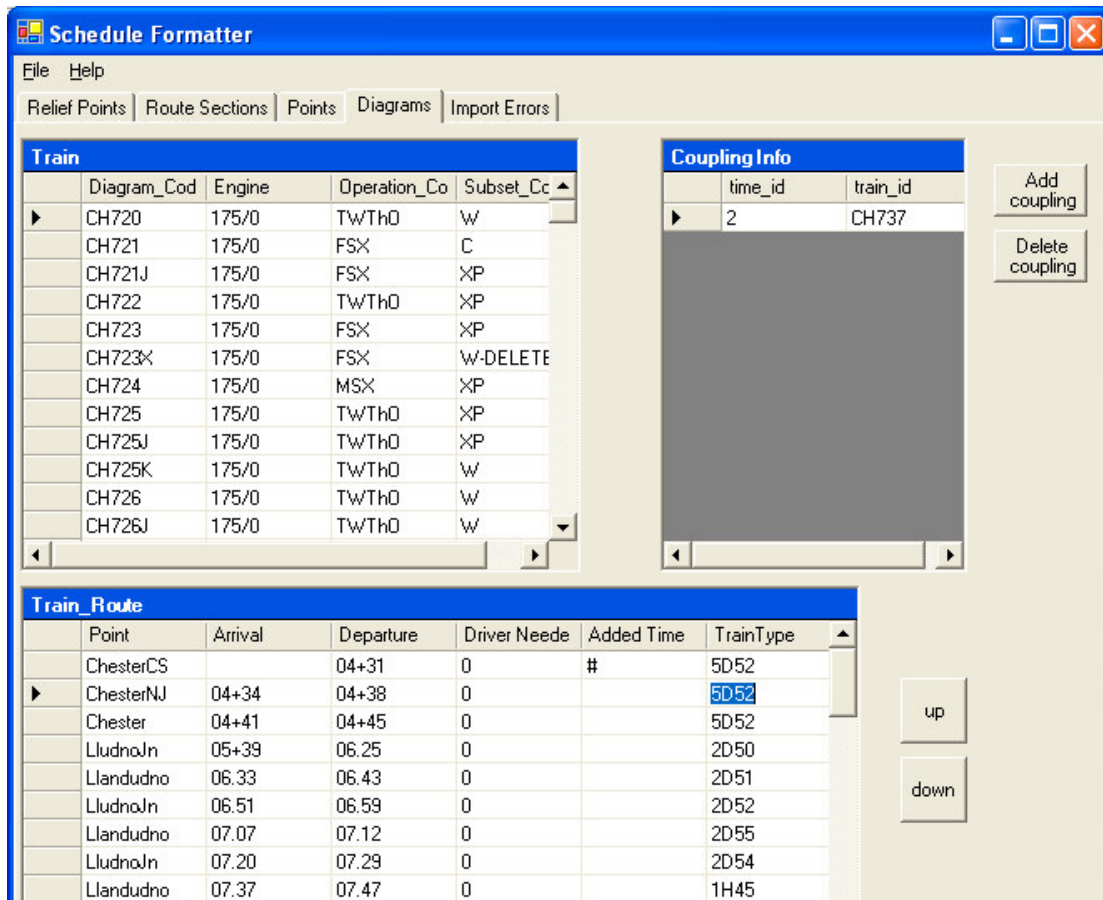 Schedule Formatter
File Help
Relief Points Route Sections Points Diagrams Import Errors
Train
Diagram_Cod Engine Operation_Co Subset_Cc
CH720 175/0 TWThO W
CH721 175/0 FSX C
CH721J 175/0 FSX XP
CH722 175/0 TWThO XP
CH723 175/0 FSX XP
CH723X 175/0 FSX W-DELETE
CH724 175/0 MSX XP
CH725 175/0 TWThO XP
CH725J 175/0 TWThO XP
CH725K 175/0 TWThO W
CH726 175/0 TWThO W
CH726J 175/0 TWThO W
Coupling Info
time_id train_id
2 CH737
Add
coupling
Delete
coupling
Train_Route
Point Arrival Departure Driver Neede Added Time TrainType
ChesterCS 04+31 0 # 5D52
ChesterNJ 04+34 04+38 0 5D52
Chester 04+41 04+45 0 5D52
LludnoJn 05+39 06.25 0 2D50
Llandudno 06.33 06.43 0 2D51
LludnoJn 06.51 06.59 0 2D52
Llandudno 07.07 07.12 0 2D55
LludnoJn 07.20 07.29 0 2D54
Llandudno 07.37 07.47 0 1H45
up
down